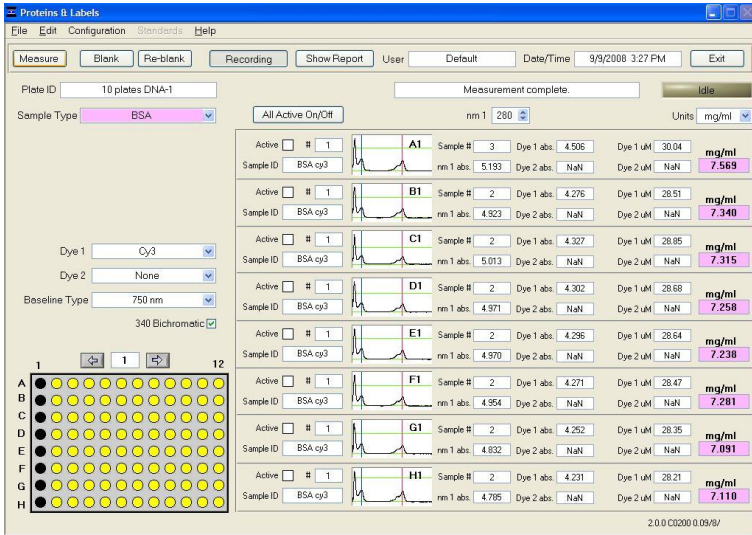 Proteins & Labels
File Edit Configuration Standards Help
Measure Blank Re-blank Recording Show Report User Default Date/Time 9/9/2008 3:27 PM Exit
Plate ID 10 plates DNA-1 Measurement complete. Idle
Sample Type BSA All Active On/Off nm 1 280 Units mg/ml
Active # 1 A1 Sample # 3 Dye 1 abs. 4.506 Dye 1 uM 30.04 mg/ml
Sample ID BSA cy3 nm 1 abs. 5.193 Dye 2 abs. NaN Dye 2 uM NaN 7.569
Active # 1 B1 Sample # 2 Dye 1 abs. 4.276 Dye 1 uM 28.51 mg/ml
Sample ID BSA cy3 nm 1 abs. 4.923 Dye 2 abs. NaN Dye 2 uM NaN 7.340
Active # 1 C1 Sample # 2 Dye 1 abs. 4.327 Dye 1 uM 28.85 mg/ml
Sample ID BSA cy3 nm 1 abs. 5.013 Dye 2 abs. NaN Dye 2 uM NaN 7.315
Active # 1 D1 Sample # 2 Dye 1 abs. 4.302 Dye 1 uM 28.68 mg/ml
Sample ID BSA cy3 nm 1 abs. 4.971 Dye 2 abs. NaN Dye 2 uM NaN 7.258
Active # 1 E1 Sample # 2 Dye 1 abs. 4.296 Dye 1 uM 28.64 mg/ml
Sample ID BSA cy3 nm 1 abs. 4.970 Dye 2 abs. NaN Dye 2 uM NaN 7.238
Active # 1 F1 Sample # 2 Dye 1 abs. 4.271 Dye 1 uM 28.47 mg/ml
Sample ID BSA cy3 nm 1 abs. 4.954 Dye 2 abs. NaN Dye 2 uM NaN 7.281
Active # 1 G1 Sample # 2 Dye 1 abs. 4.252 Dye 1 uM 28.35 mg/ml
Sample ID BSA cy3 nm 1 abs. 4.832 Dye 2 abs. NaN Dye 2 uM NaN 7.091
Active # 1 H1 Sample # 2 Dye 1 abs. 4.231 Dye 1 uM 28.21 mg/ml
Sample ID BSA cy3 nm 1 abs. 4.785 Dye 2 abs. NaN Dye 2 uM NaN 7.110
Dye 1 Cy3
Dye 2 None
Baseline Type 750 nm
340 Bichromatic
1 1 12
A
B
C
D
E
F
G
H
2.0.0 C0200 0.09/8/